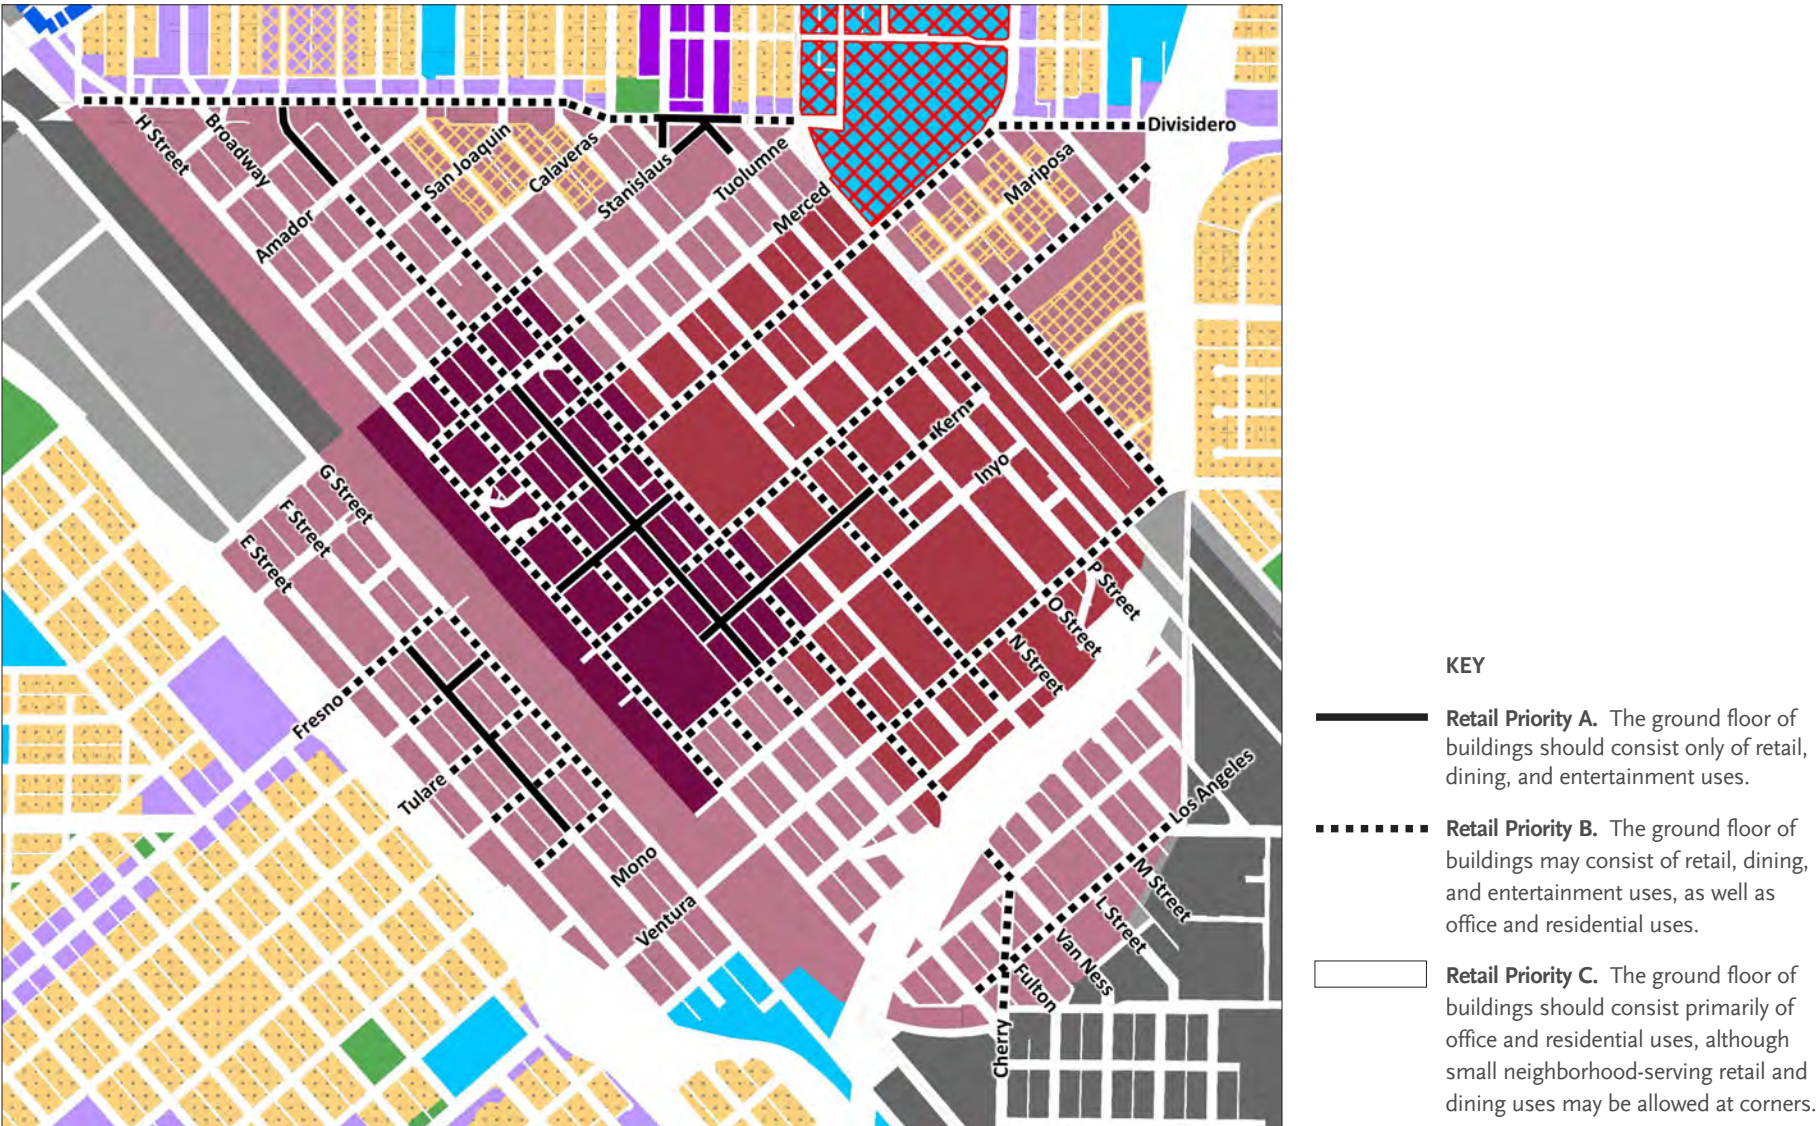 Divisidero
H Street
Broadway
San Joaquin
Calaveras
Stanislaus
Tuolumne
Mariposa
Merced
Amador
Kern
Inyo
G Street
F Street
E Street
P Street
O Street
N Street
Fresno
Tulare
Mono
Ventura
Los Angeles
M Street
L Street
Van Ness
Fulton
Cherry
KEY
Retail Priority A. The ground floor of
buildings should consist only of retail,
dining, and entertainment uses.
Retail Priority B. The ground floor of
buildings may consist of retail, dining,
and entertainment uses, as well as
office and residential uses.
Retail Priority C. The ground floor of
buildings should consist primarily of
office and residential uses, although
small neighborhood-serving retail and
dining uses may be allowed at corners.